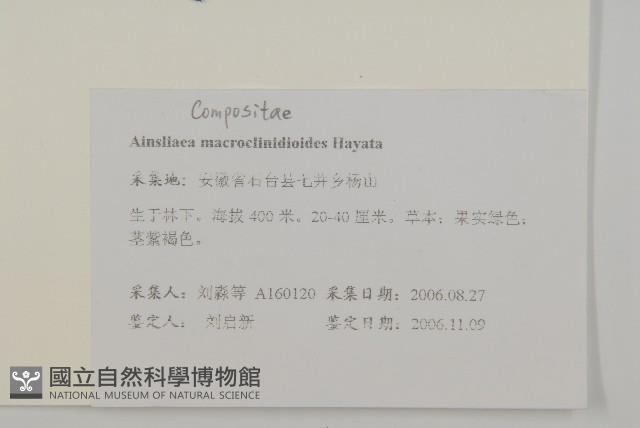 Compositae
Ainsliaea macroclinidioides Hayata
采集地：安徽省石台县七井乡杨山
生于林下。海拔 400 米。20-40 厘米。草本；果实绿色；
茎紫褐色。
采集人：刘淼等 A160120 采集日期：2006.08.27
鉴定人：刘启新 鉴定日期：2006.11.09
國立自然科學博物館
NATIONAL MUSEUM OF NATURAL SCIENCE